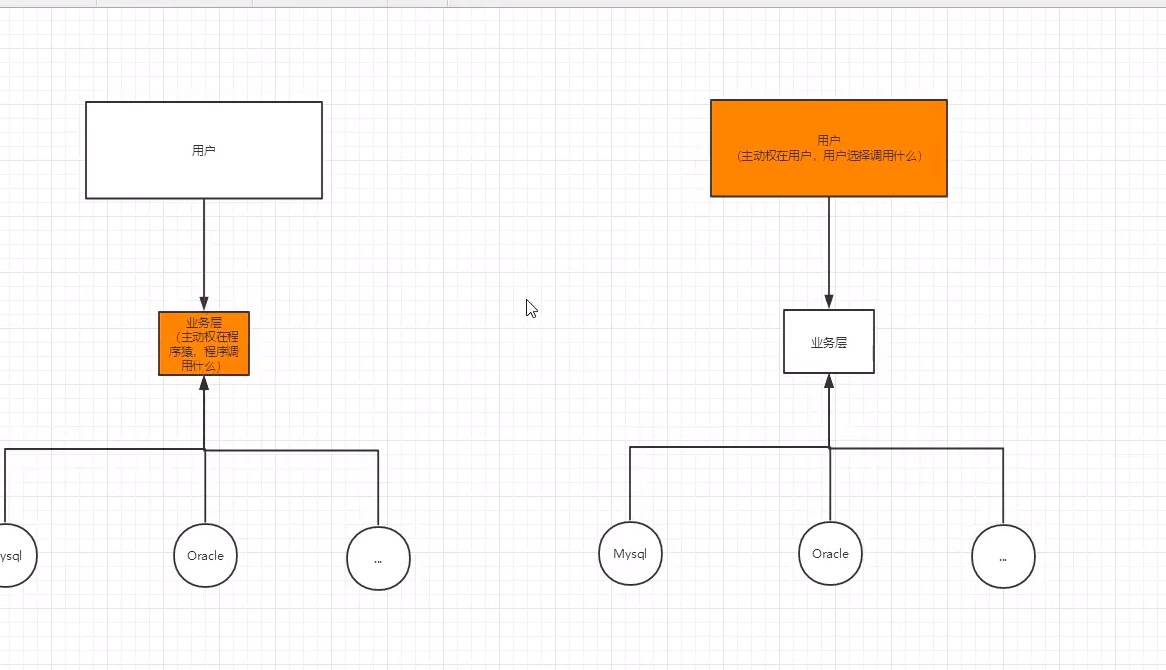 用户
业务层
（主动权在程
序猿，程序调
用什么）
ysql
Oracle
...
用户
（主动权在用户，用户选择调用什么）
业务层
Mysql
Oracle
...